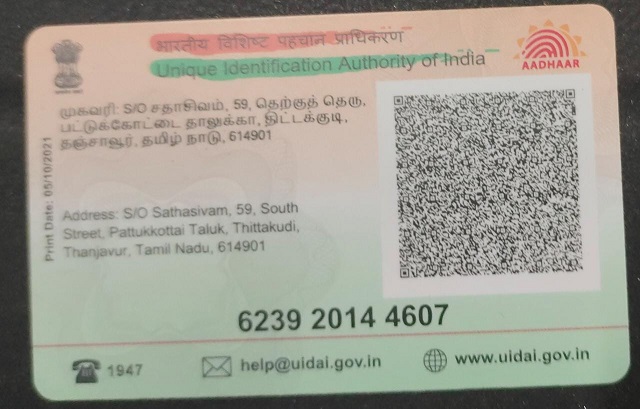 भारतीय विशिष्ट पहचान प्राधिकरण
Unique Identification Authority of India
AADHAAR
முகவரி: S/O சதாசிவம், 59, தெற்குத் தெரு,
பட்டுக்கோட்டை தாலுக்கா, திட்டக்குடி,
தஞ்சாவூர், தமிழ் நாடு, 614901
Print Date: 05/10/2021
Address: S/O Sathasivam, 59, South
Street, Pattukkottai Taluk, Thittakudi,
Thanjavur, Tamil Nadu, 614901
6239 2014 4607
1947
help@uidai.gov.in
www.uidai.gov.in